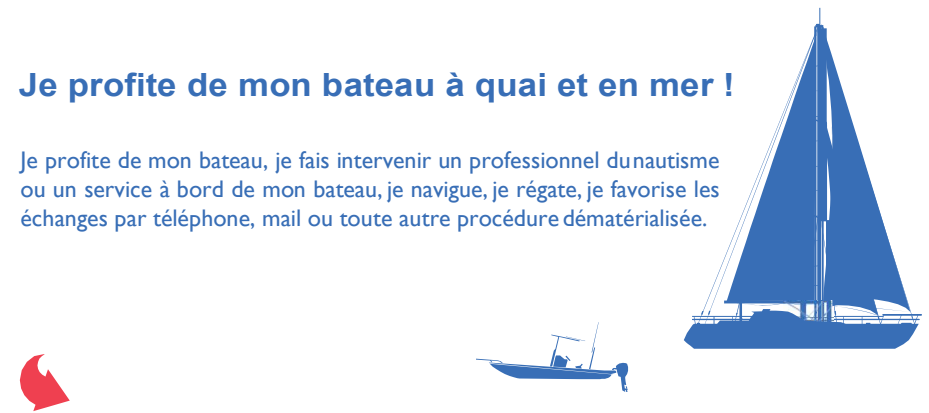 Je profite de mon bateau à quai et en mer !
Je profite de mon bateau, je fais intervenir un professionnel dunautisme
ou un service à bord de mon bateau, je navigue, je régate, je favorise les
échanges par téléphone, mail ou toute autre procédure dématérialisée.